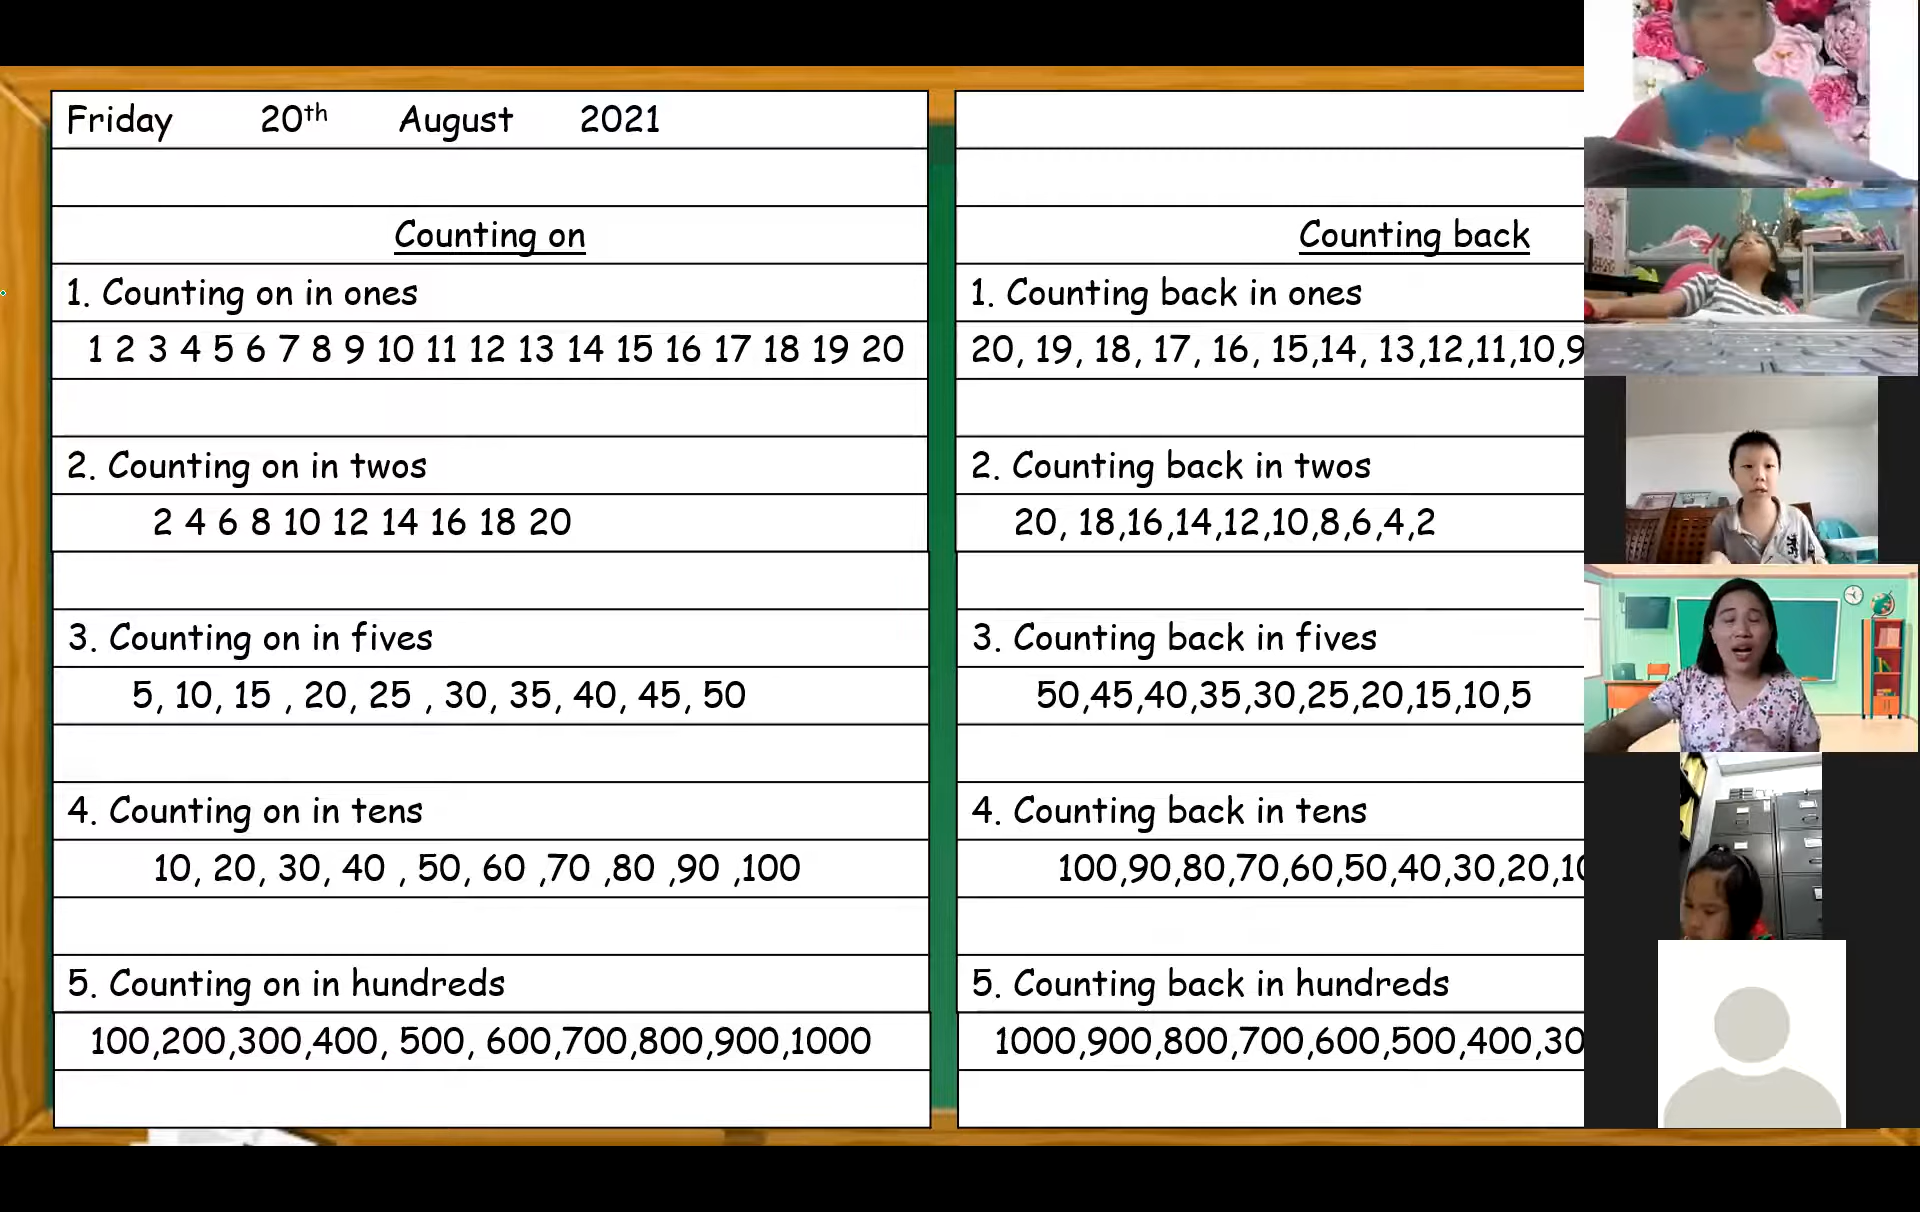 Friday 20th August 2021
Counting on
1. Counting on in ones
1 2 3 4 5 6 7 8 9 10 11 12 13 14 15 16 17 18 19 20
2. Counting on in twos
2 4 6 8 10 12 14 16 18 20
3. Counting on in fives
5, 10, 15 , 20, 25 , 30, 35, 40, 45, 50
4. Counting on in tens
10, 20, 30, 40 , 50, 60 ,70 ,80 ,90 ,100
5. Counting on in hundreds
100,200,300,400, 500, 600,700,800,900,1000
Counting back
1. Counting back in ones
20, 19, 18, 17, 16, 15,14, 13,12,11,10,9
2. Counting back in twos
20, 18,16,14,12,10,8,6,4,2
3. Counting back in fives
50,45,40,35,30,25,20,15,10,5
4. Counting back in tens
100,90,80,70,60,50,40,30,20,10
5. Counting back in hundreds
1000,900,800,700,600,500,400,30